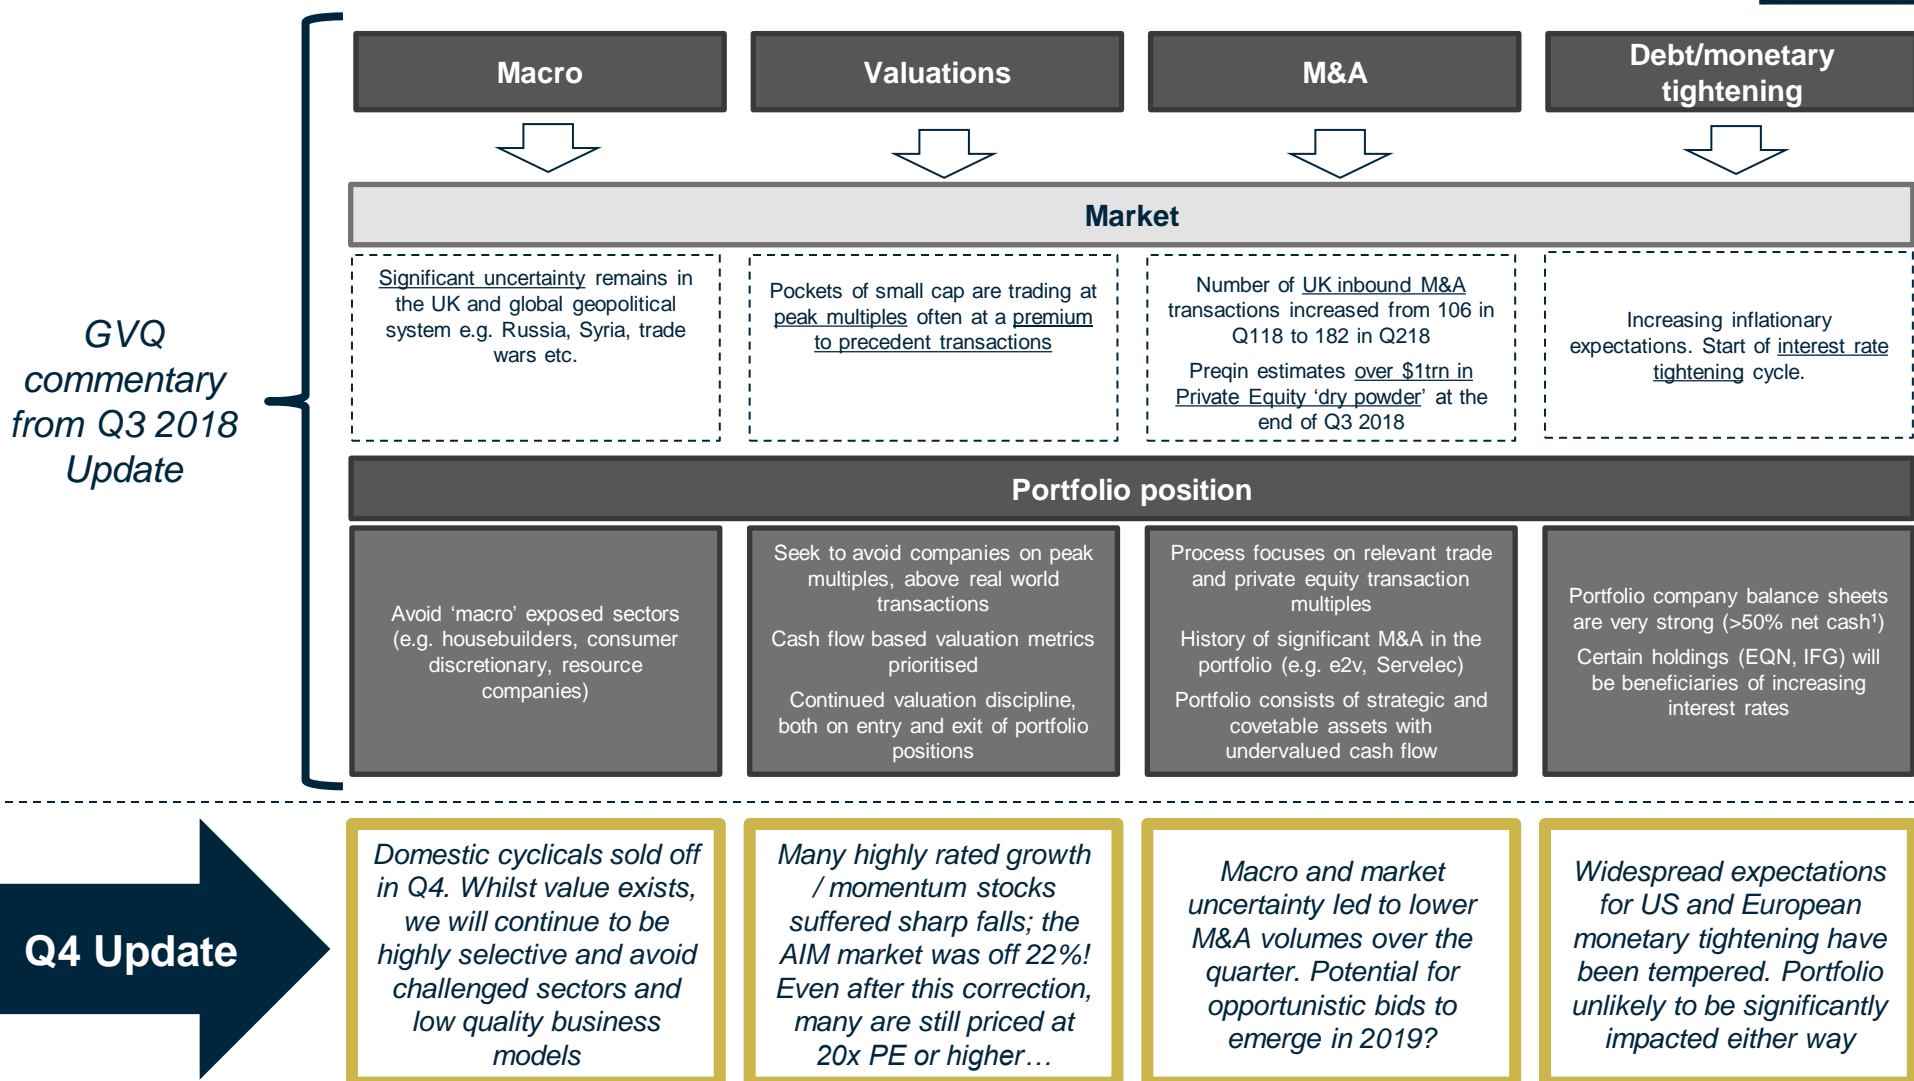 Macro
Valuations
M&A
Debt/monetary
tightening
Market
GVQ
commentary
from Q3 2018
Update
Significant uncertainty remains in
the UK and global geopolitical
system e.g. Russia, Syria, trade
wars etc.
Pockets of small cap are trading at
peak multiples often at a premium
to precedent transactions
Number of UK inbound M&A
transactions increased from 106 in
Q118 to 182 in Q218
Preqin estimates over $1trn in
Private Equity ‘dry powder’ at the
end of Q3 2018
Increasing inflationary
expectations. Start of interest rate
tightening cycle.
Portfolio position
Avoid ‘macro’ exposed sectors
(e.g. housebuilders, consumer
discretionary, resource
companies)
Seek to avoid companies on peak
multiples, above real world
transactions
Cash flow based valuation metrics
prioritised
Continued valuation discipline,
both on entry and exit of portfolio
positions
Process focuses on relevant trade
and private equity transaction
multiples
History of significant M&A in the
portfolio (e.g. e2v, Servelec)
Portfolio consists of strategic and
covetable assets with
undervalued cash flow
Portfolio company balance sheets
are very strong (>50% net cash¹)
Certain holdings (EQN, IFG) will
be beneficiaries of increasing
interest rates
Q4 Update
Domestic cyclicals sold off
in Q4. Whilst value exists,
we will continue to be
highly selective and avoid
challenged sectors and
low quality business
models
Many highly rated growth
/ momentum stocks
suffered sharp falls; the
AIM market was off 22%!
Even after this correction,
many are still priced at
20x PE or higher…
Macro and market
uncertainty led to lower
M&A volumes over the
quarter. Potential for
opportunistic bids to
emerge in 2019?
Widespread expectations
for US and European
monetary tightening have
been tempered. Portfolio
unlikely to be significantly
impacted either way